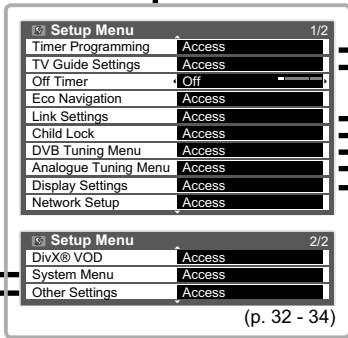 Setup Menu 1/2
Timer Programming Access
TV Guide Settings Access
Off Timer Off
Eco Navigation Access
Link Settings Access
Child Lock Access
DVB Tuning Menu Access
Analogue Tuning Menu Access
Display Settings Access
Network Setup Access
Setup Menu 2/2
DivX® VOD Access
System Menu Access
Other Settings Access
(p. 32 - 34)